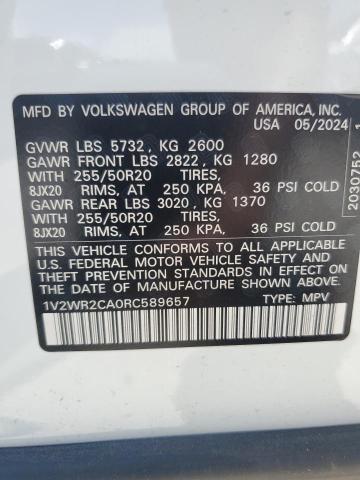 MFD BY VOLKSWAGEN GROUP OF AMERICA, INC.
USA 05/2024
GVWR LBS 5732, KG 2600
GAWR FRONT LBS 2822, KG 1280
WITH 255/50R20 TIRES,
8JX20 RIMS, AT 250 KPA, 36 PSI COLD
GAWR REAR LBS 3020, KG 1370
WITH 255/50R20 TIRES,
8JX20 RIMS, AT 250 KPA, 36 PSI COLD
THIS VEHICLE CONFORMS TO ALL APPLICABLE
U.S. FEDERAL MOTOR VEHICLE SAFETY AND
THEFT PREVENTION STANDARDS IN EFFECT ON
THE DATE OF MANUFACTURE SHOWN ABOVE.
1V2WR2CA0RC589657 TYPE: MPV